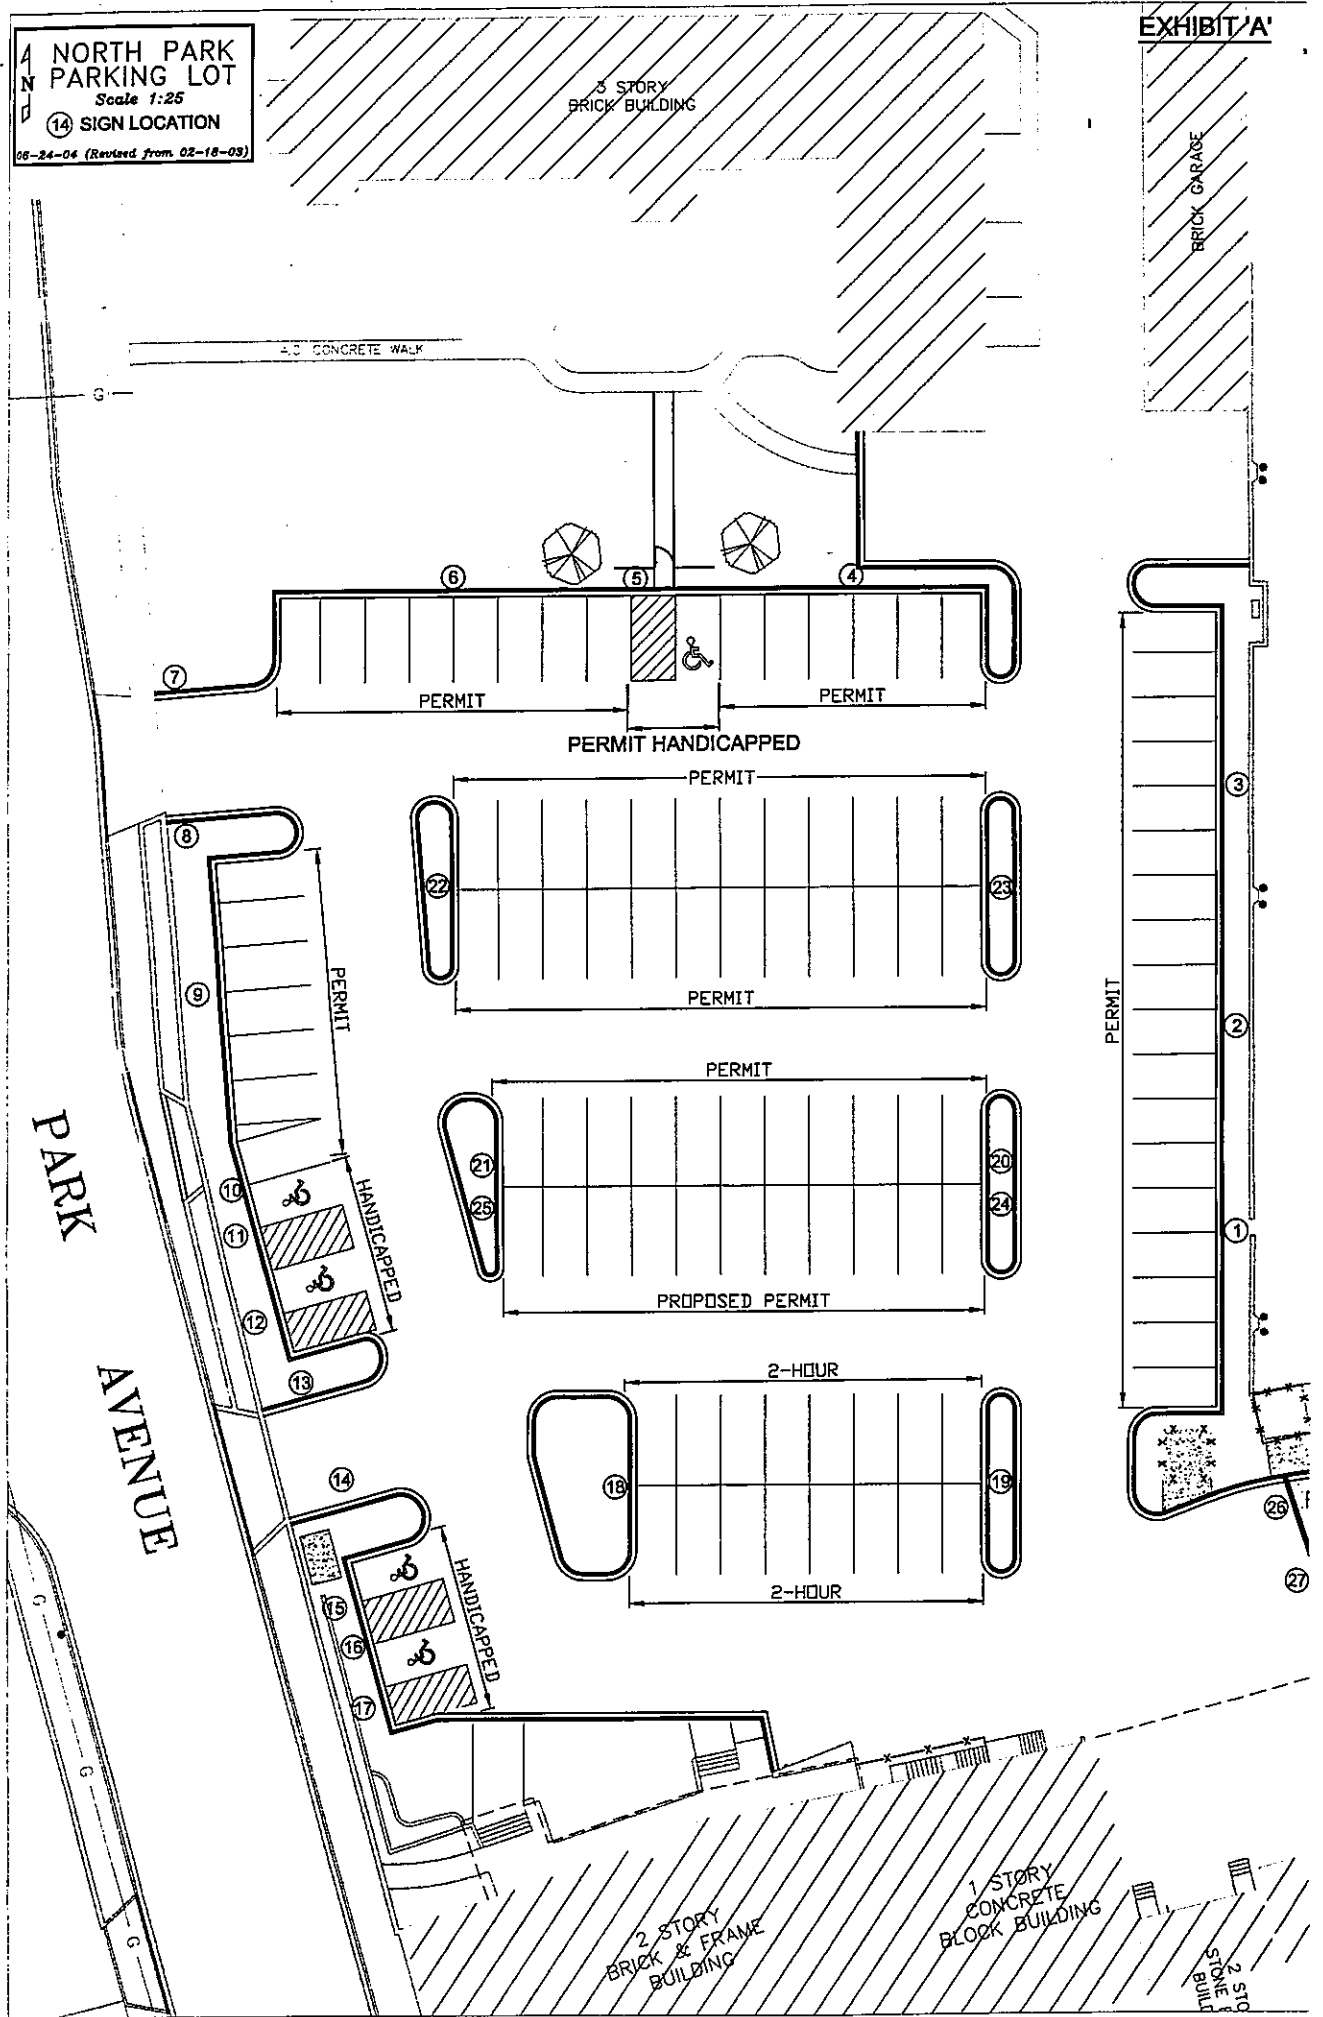 EXHIBIT 'A'
N
NORTH PARK
PARKING LOT
Scale 1:25
14 SIGN LOCATION
06-24-04 (Revised from 02-18-03)
3 STORY
BRICK BUILDING
BRICK GARAGE
CONCRETE WALK
G
6
5
4
7
PERMIT
PERMIT
PERMIT HANDICAPPED
PERMIT
3
8
22
23
PERMIT
9
PERMIT
PERMIT
2
PERMIT
PARK
AVENUE
21
20
10
25
24
11
HANDICAPPED
1
12
PROPOSED PERMIT
13
2-HOUR
14
18
19
26
27
HANDICAPPED
2-HOUR
15
16
17
G
G
G
2 STORY
BRICK & FRAME
BUILDING
1 STORY
CONCRETE
BLOCK BUILDING
2 STO
STONE
BUILD